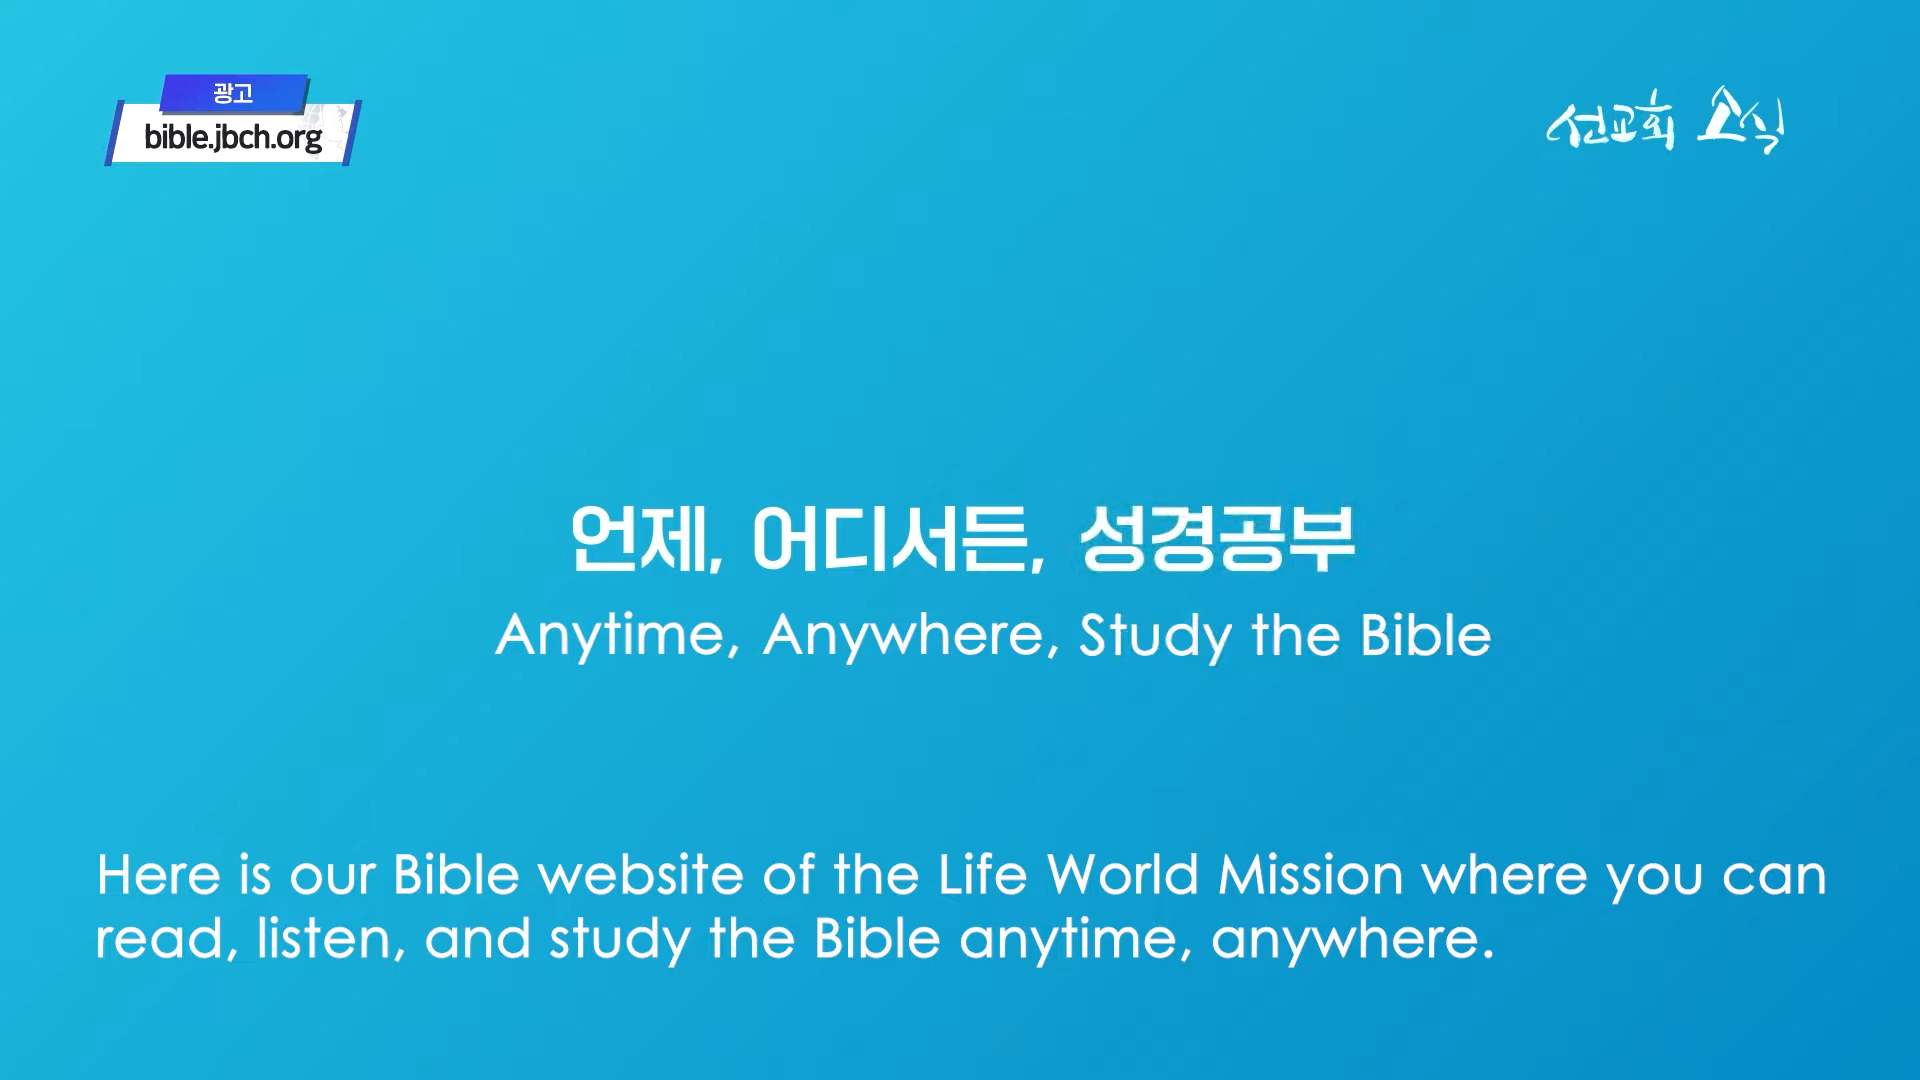 광고
bible.jbch.org
선교회 소식
언제, 어디서든, 성경공부
Anytime, Anywhere, Study the Bible
Here is our Bible website of the Life World Mission where you can
read, listen, and study the Bible anytime, anywhere.